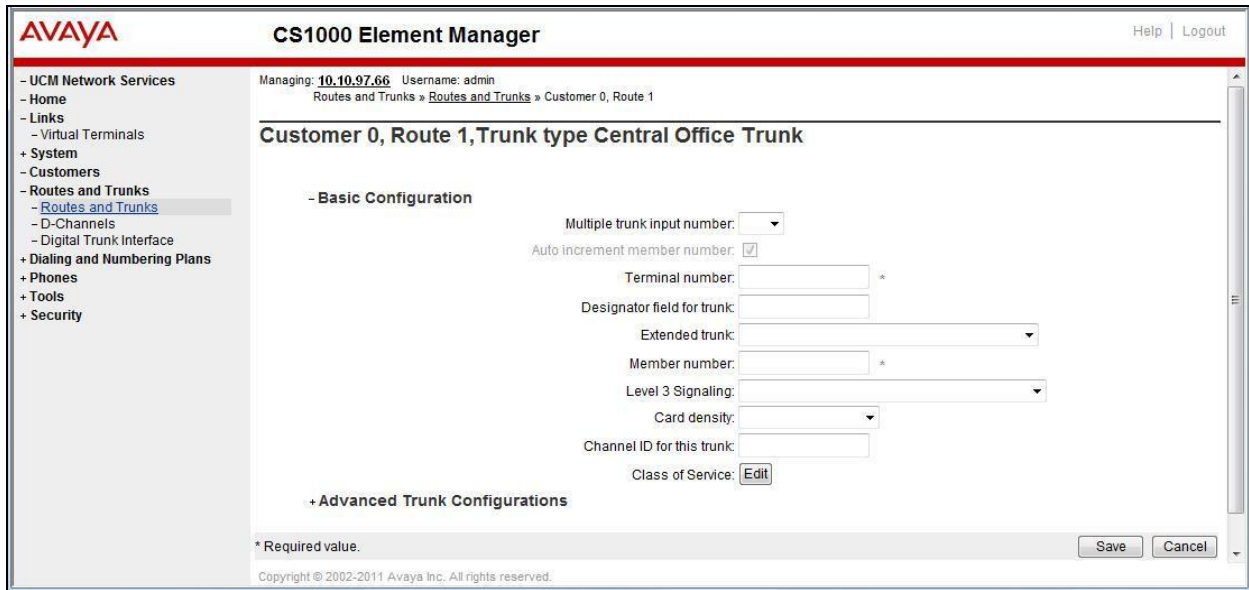 AVAYA
CS1000 Element Manager
Help | Logout
- UCM Network Services
- Home
- Links
- Virtual Terminals
+ System
- Customers
- Routes and Trunks
- Routes and Trunks
- D-Channels
- Digital Trunk Interface
+ Dialing and Numbering Plans
+ Phones
+ Tools
+ Security
Managing: 10.10.97.66 Username: admin
Routes and Trunks » Routes and Trunks » Customer 0, Route 1
Customer 0, Route 1,Trunk type Central Office Trunk
- Basic Configuration
Multiple trunk input number:
Auto increment member number:
Terminal number: *
Designator field for trunk:
Extended trunk:
Member number: *
Level 3 Signaling:
Card density:
Channel ID for this trunk:
Class of Service: Edit
+ Advanced Trunk Configurations
* Required value.
Save Cancel
Copyright © 2002-2011 Avaya Inc. All rights reserved.